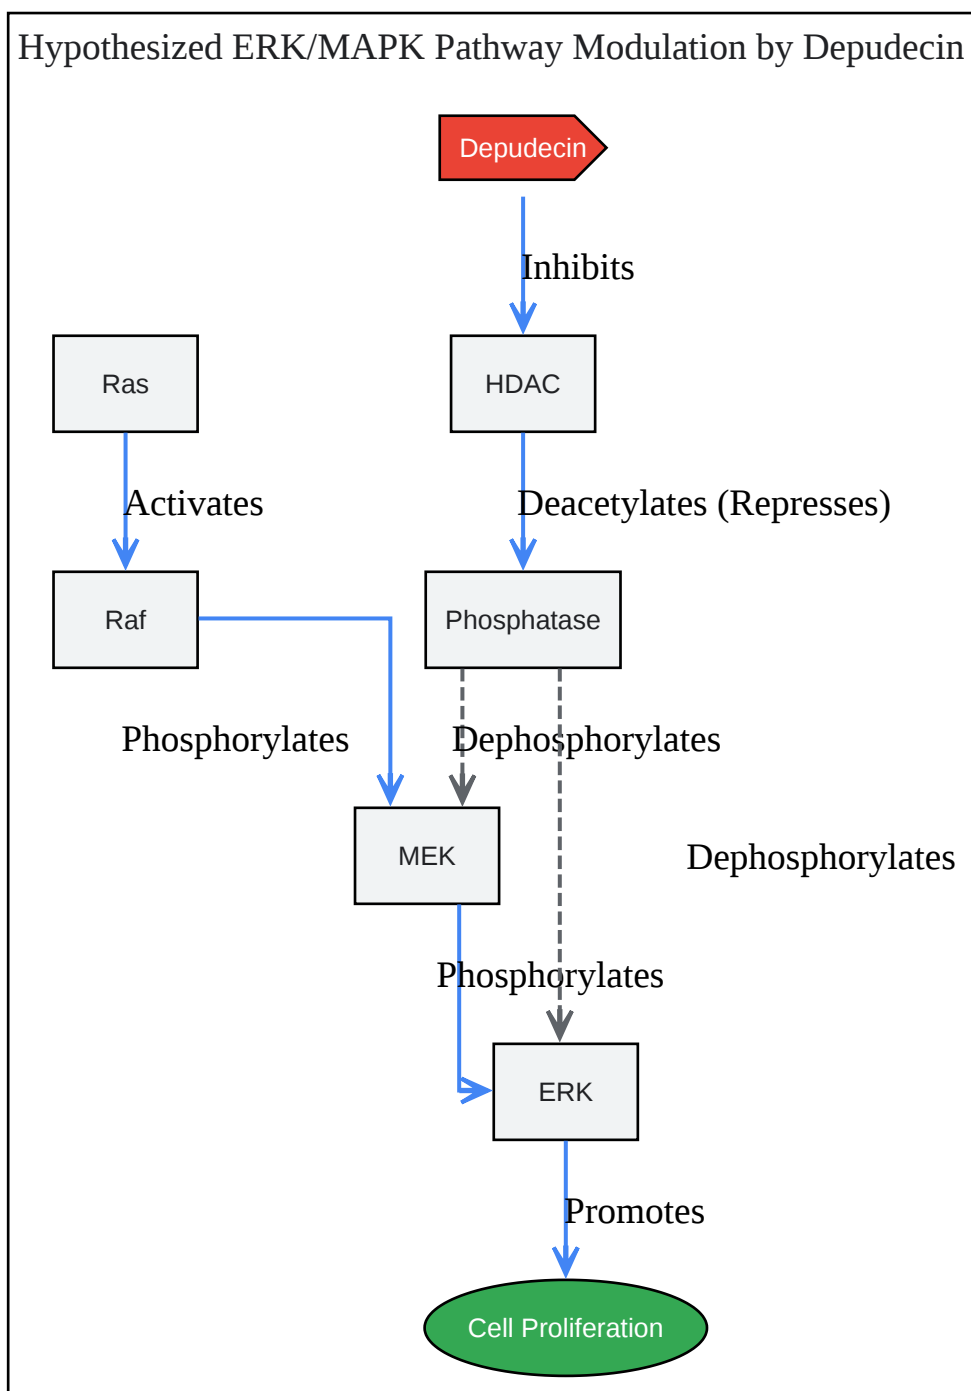 Hypothesized ERK/MAPK Pathway Modulation by Depudecin
Depudecin
Inhibits
Ras
HDAC
Activates
Deacetylates (Represses)
Raf
Phosphatase
Phosphorylates
Dephosphorylates
MEK
Dephosphorylates
Phosphorylates
ERK
Promotes
Cell Proliferation